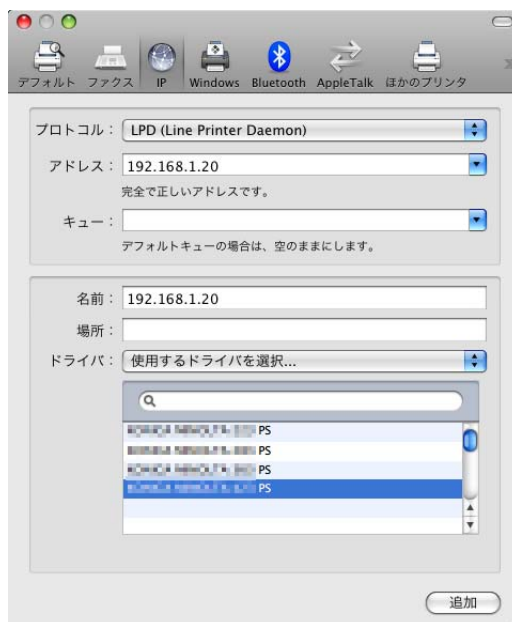 デフォルト ファクス IP Windows Bluetooth AppleTalk ほかのプリンタ
プロトコル： LPD (Line Printer Daemon)
アドレス： 192.168.1.20
完全で正しいアドレスです。
キュー：
デフォルトキューの場合は、空のままにします。
名前： 192.168.1.20
場所：
ドライバ： 使用するドライバを選択...
PS
PS
PS
PS
追加